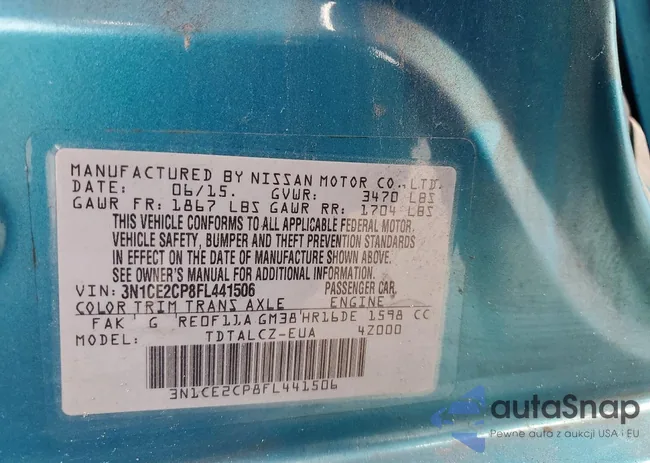 MANUFACTURED BY NISSAN MOTOR CO., LTD.
DATE: 06/15. GVWR: 3470 LBS
GAWR FR: 1867 LBS GAWR RR: 1704 LBS
THIS VEHICLE CONFORMS TO ALL APPLICABLE FEDERAL MOTOR
VEHICLE SAFETY, BUMPER AND THEFT PREVENTION STANDARDS
IN EFFECT ON THE DATE OF MANUFACTURE SHOWN ABOVE.
SEE OWNER'S MANUAL FOR ADDITIONAL INFORMATION.
VIN: 3N1CE2CP8FL441506 PASSENGER CAR.
COLOR TRIM TRANS AXLE ENGINE
FAK G RE0F11A GM38 HR16DE 1598 CC
MODEL: TDTALCZ-EUA 4Z000
3N1CE2CP8FL441506
autaSnap
Pewne auta z aukcji USA i EU